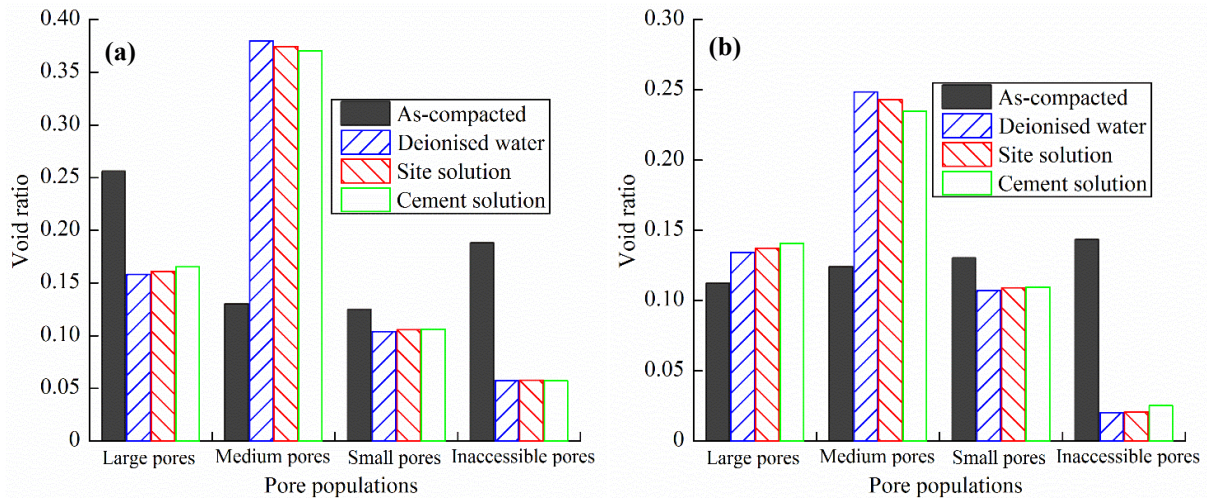 (a)
Void ratio
0.40
0.35
0.30
0.25
0.20
0.15
0.10
0.05
0
As-compacted
Deionised water
Site solution
Cement solution
Large pores Medium pores Small pores Inaccessible pores
Pore populations
(b)
Void ratio
0.30
0.25
0.20
0.15
0.10
0.05
0
As-compacted
Deionised water
Site solution
Cement solution
Large pores Medium pores Small pores Inaccessible pores
Pore populations